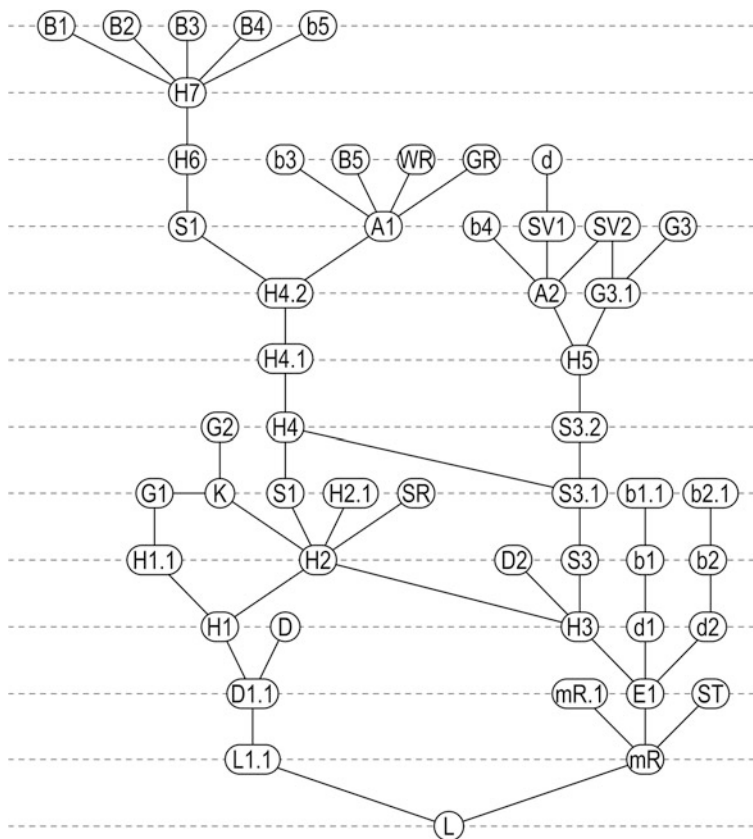 B1 B2 B3 B4 b5
H7
H6 b3 B5 WR GR d
S1 A1 b4 SV1 SV2 G3
H4.2 A2 G3.1
H4.1 H5
G2 H4 S3.2
G1 K S1 H2.1 SR S3.1 b1.1 b2.1
H1.1 H2 D2 S3 b1 b2
H1 D H3 d1 d2
D1.1 mR.1 E1 ST
L1.1 mR
L